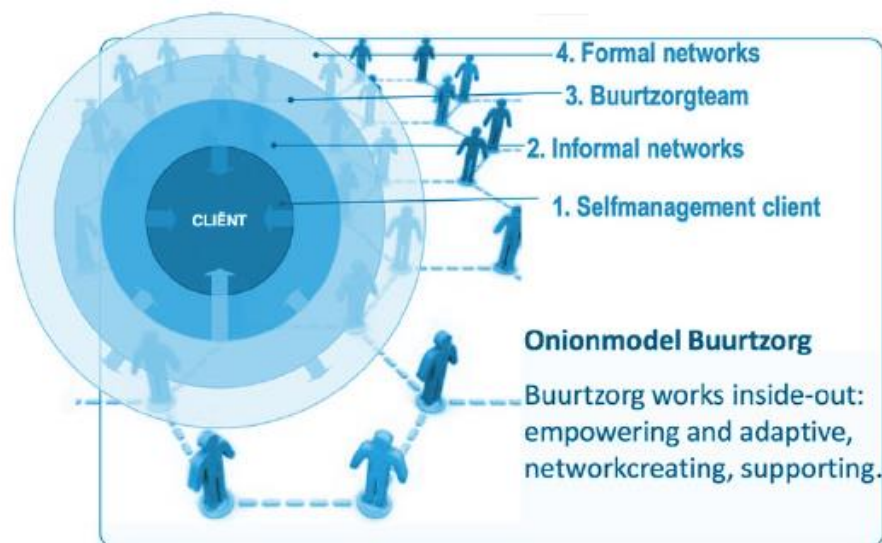 4. Formal networks
3. Buurtzorgteam
2. Informal networks
1. Selfmanagement client
CLIËNT
Onionmodel Buurtzorg
Buurtzorg works inside-out:
empowering and adaptive,
networkcreating, supporting.